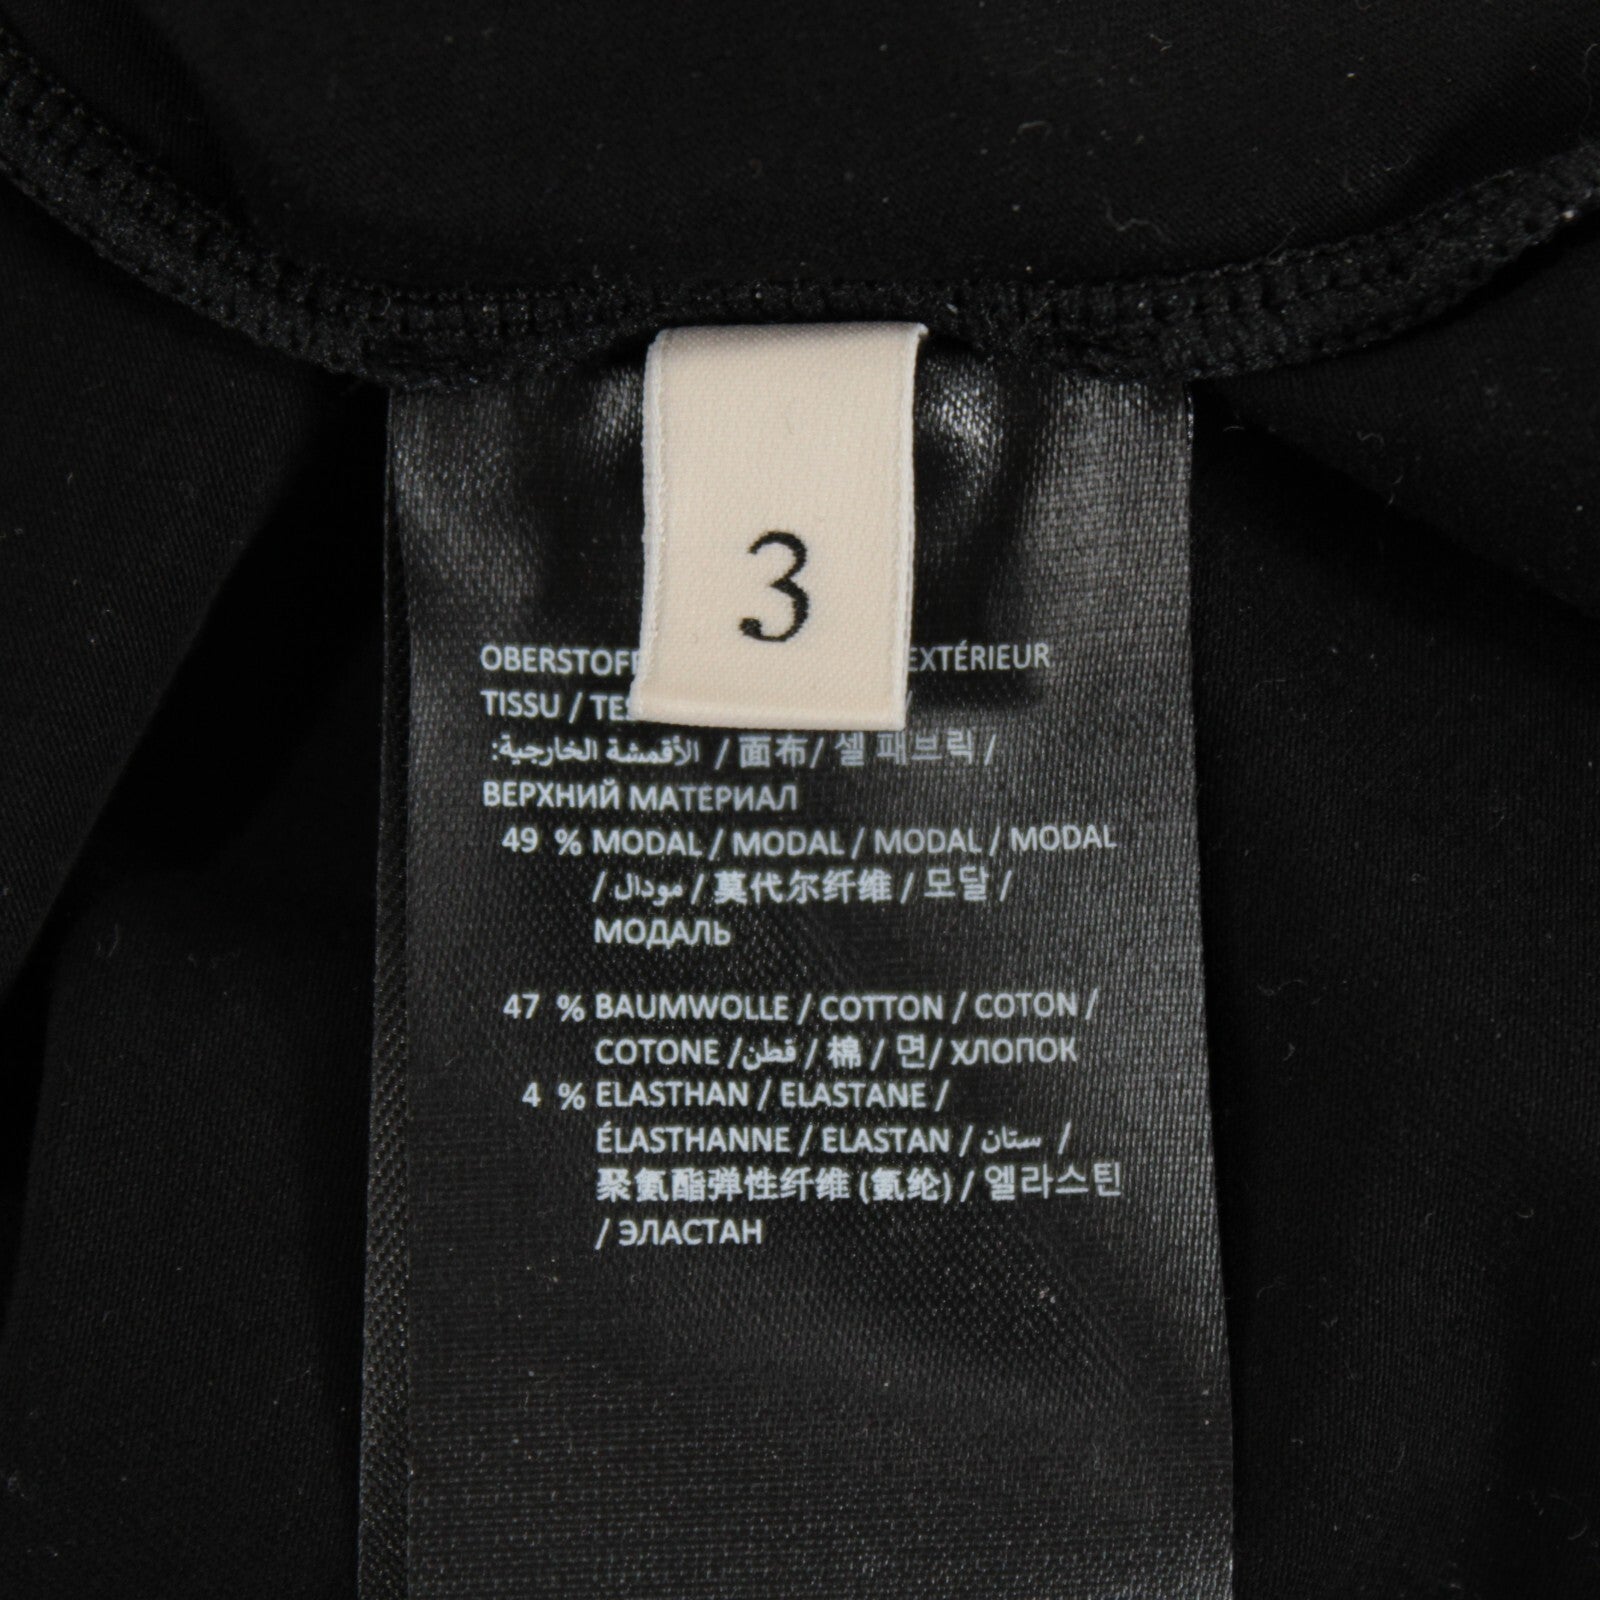 3
OBERSTOFF EXTÉRIEUR
TISSU / /
الأقمشة الخارجية: / 面布/ 셀 패브릭 /
ВЕРХНИЙ МАТЕРИАЛ
49 % MODAL / MODAL / MODAL / MODAL
/ مودال / 莫代尔纤维 / 모달 /
МОДАЛЬ
47 % BAUMWOLLE / COTTON / COTON /
COTONE / قطن / 棉 / 면/ ХЛОПОК
4 % ELASTHAN / ELASTANE /
ÉLASTHANNE / ELASTAN / ستان /
聚氨酯弹性纤维 (氨纶) / 엘라스틴
/ ЭЛАСТАН